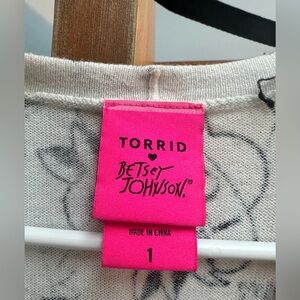 TORRID
BETSEY
JOHNSON®
MADE IN CHINA
1